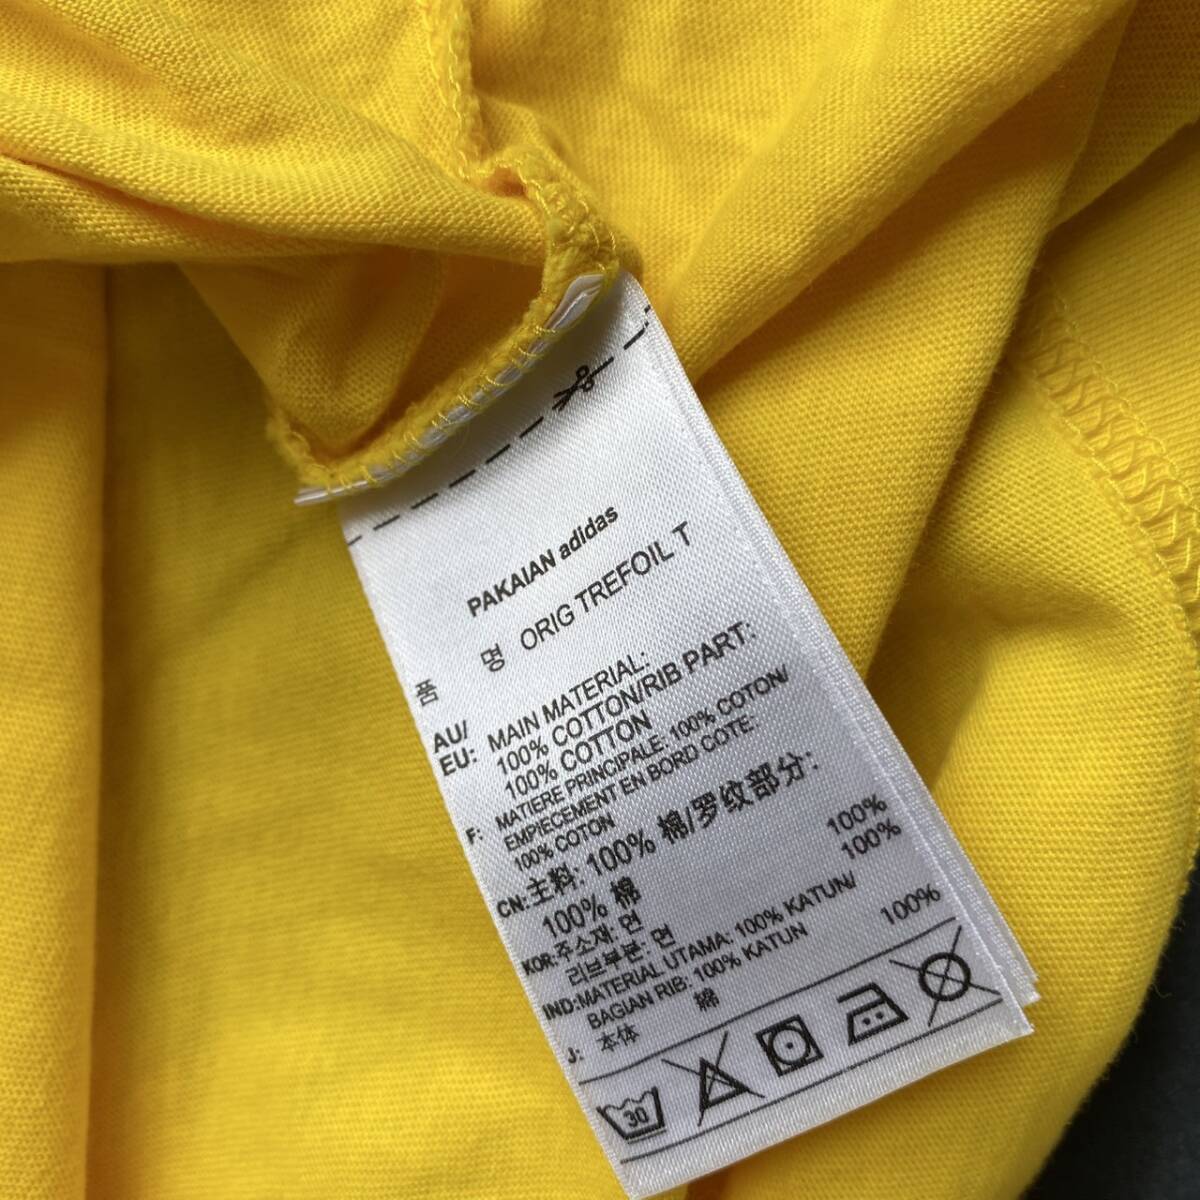 PAKAIAN adidas
품 명 ORIG TREFOIL T
AU/
EU: MAIN MATERIAL:
100% COTTON/RIB PART:
100% COTTON
F: MATIERE PRINCIPALE: 100% COTON/
EMPIECEMENT EN BORD COTE:
100% COTON
CN:主料: 100% 棉/罗纹部分:
100% 棉
KOR:주소재: 면 100%
리브부분: 면 100%
IND:MATERIAL UTAMA: 100% KATUN/
BAGIAN RIB: 100% KATUN
J: 本体 綿 100%
30